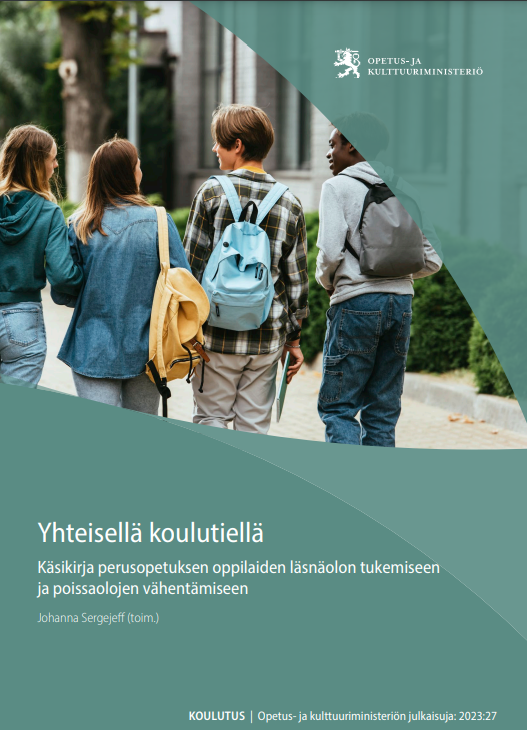 OPETUS- JA
KULTTUURIMINISTERIÖ
Yhteisellä koulutiellä
Käsikirja perusopetuksen oppilaiden läsnäolon tukemiseen
ja poissaolojen vähentämiseen
Johanna Sergejeff (toim.)
KOULUTUS | Opetus- ja kulttuuriministeriön julkaisuja: 2023:27